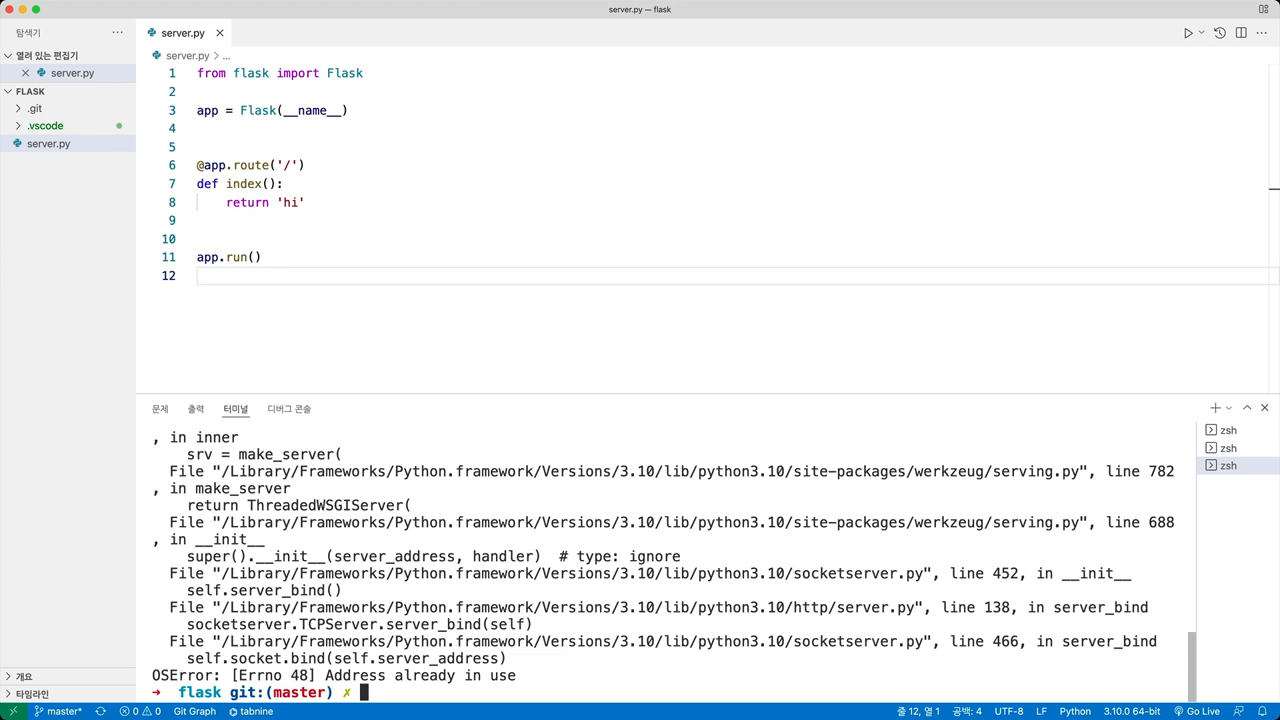 server.py — flask
탐색기
열려 있는 편집기
server.py
FLASK
.git
.vscode
server.py
개요
타임라인
server.py
server.py > ...
1 from flask import Flask
2
3 app = Flask(__name__)
4
5
6 @app.route('/')
7 def index():
8 return 'hi'
9
10
11 app.run()
12
문제 출력 터미널 디버그 콘솔
, in inner
srv = make_server(
File "/Library/Frameworks/Python.framework/Versions/3.10/lib/python3.10/site-packages/werkzeug/serving.py", line 782
, in make_server
return ThreadedWSGIServer(
File "/Library/Frameworks/Python.framework/Versions/3.10/lib/python3.10/site-packages/werkzeug/serving.py", line 688
, in __init__
super().__init__(server_address, handler)  # type: ignore
File "/Library/Frameworks/Python.framework/Versions/3.10/lib/python3.10/socketserver.py", line 452, in __init__
self.server_bind()
File "/Library/Frameworks/Python.framework/Versions/3.10/lib/python3.10/http/server.py", line 138, in server_bind
socketserver.TCPServer.server_bind(self)
File "/Library/Frameworks/Python.framework/Versions/3.10/lib/python3.10/socketserver.py", line 466, in server_bind
self.socket.bind(self.server_address)
OSError: [Errno 48] Address already in use
➜ flask git:(master) ✗
zsh
zsh
zsh
master* 0 0 Git Graph tabnine 줄 12, 열 1 공백: 4 UTF-8 LF Python 3.10.0 64-bit Go Live